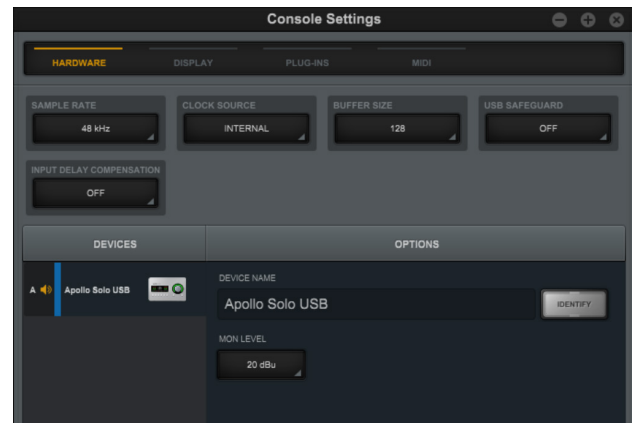 Console Settings
HARDWARE DISPLAY PLUG-INS MIDI
SAMPLE RATE CLOCK SOURCE BUFFER SIZE USB SAFEGUARD
48 kHz INTERNAL 128 OFF
INPUT DELAY COMPENSATION
OFF
DEVICES OPTIONS
DEVICE NAME
A Apollo Solo USB Apollo Solo USB IDENTIFY
MON LEVEL
20 dBu